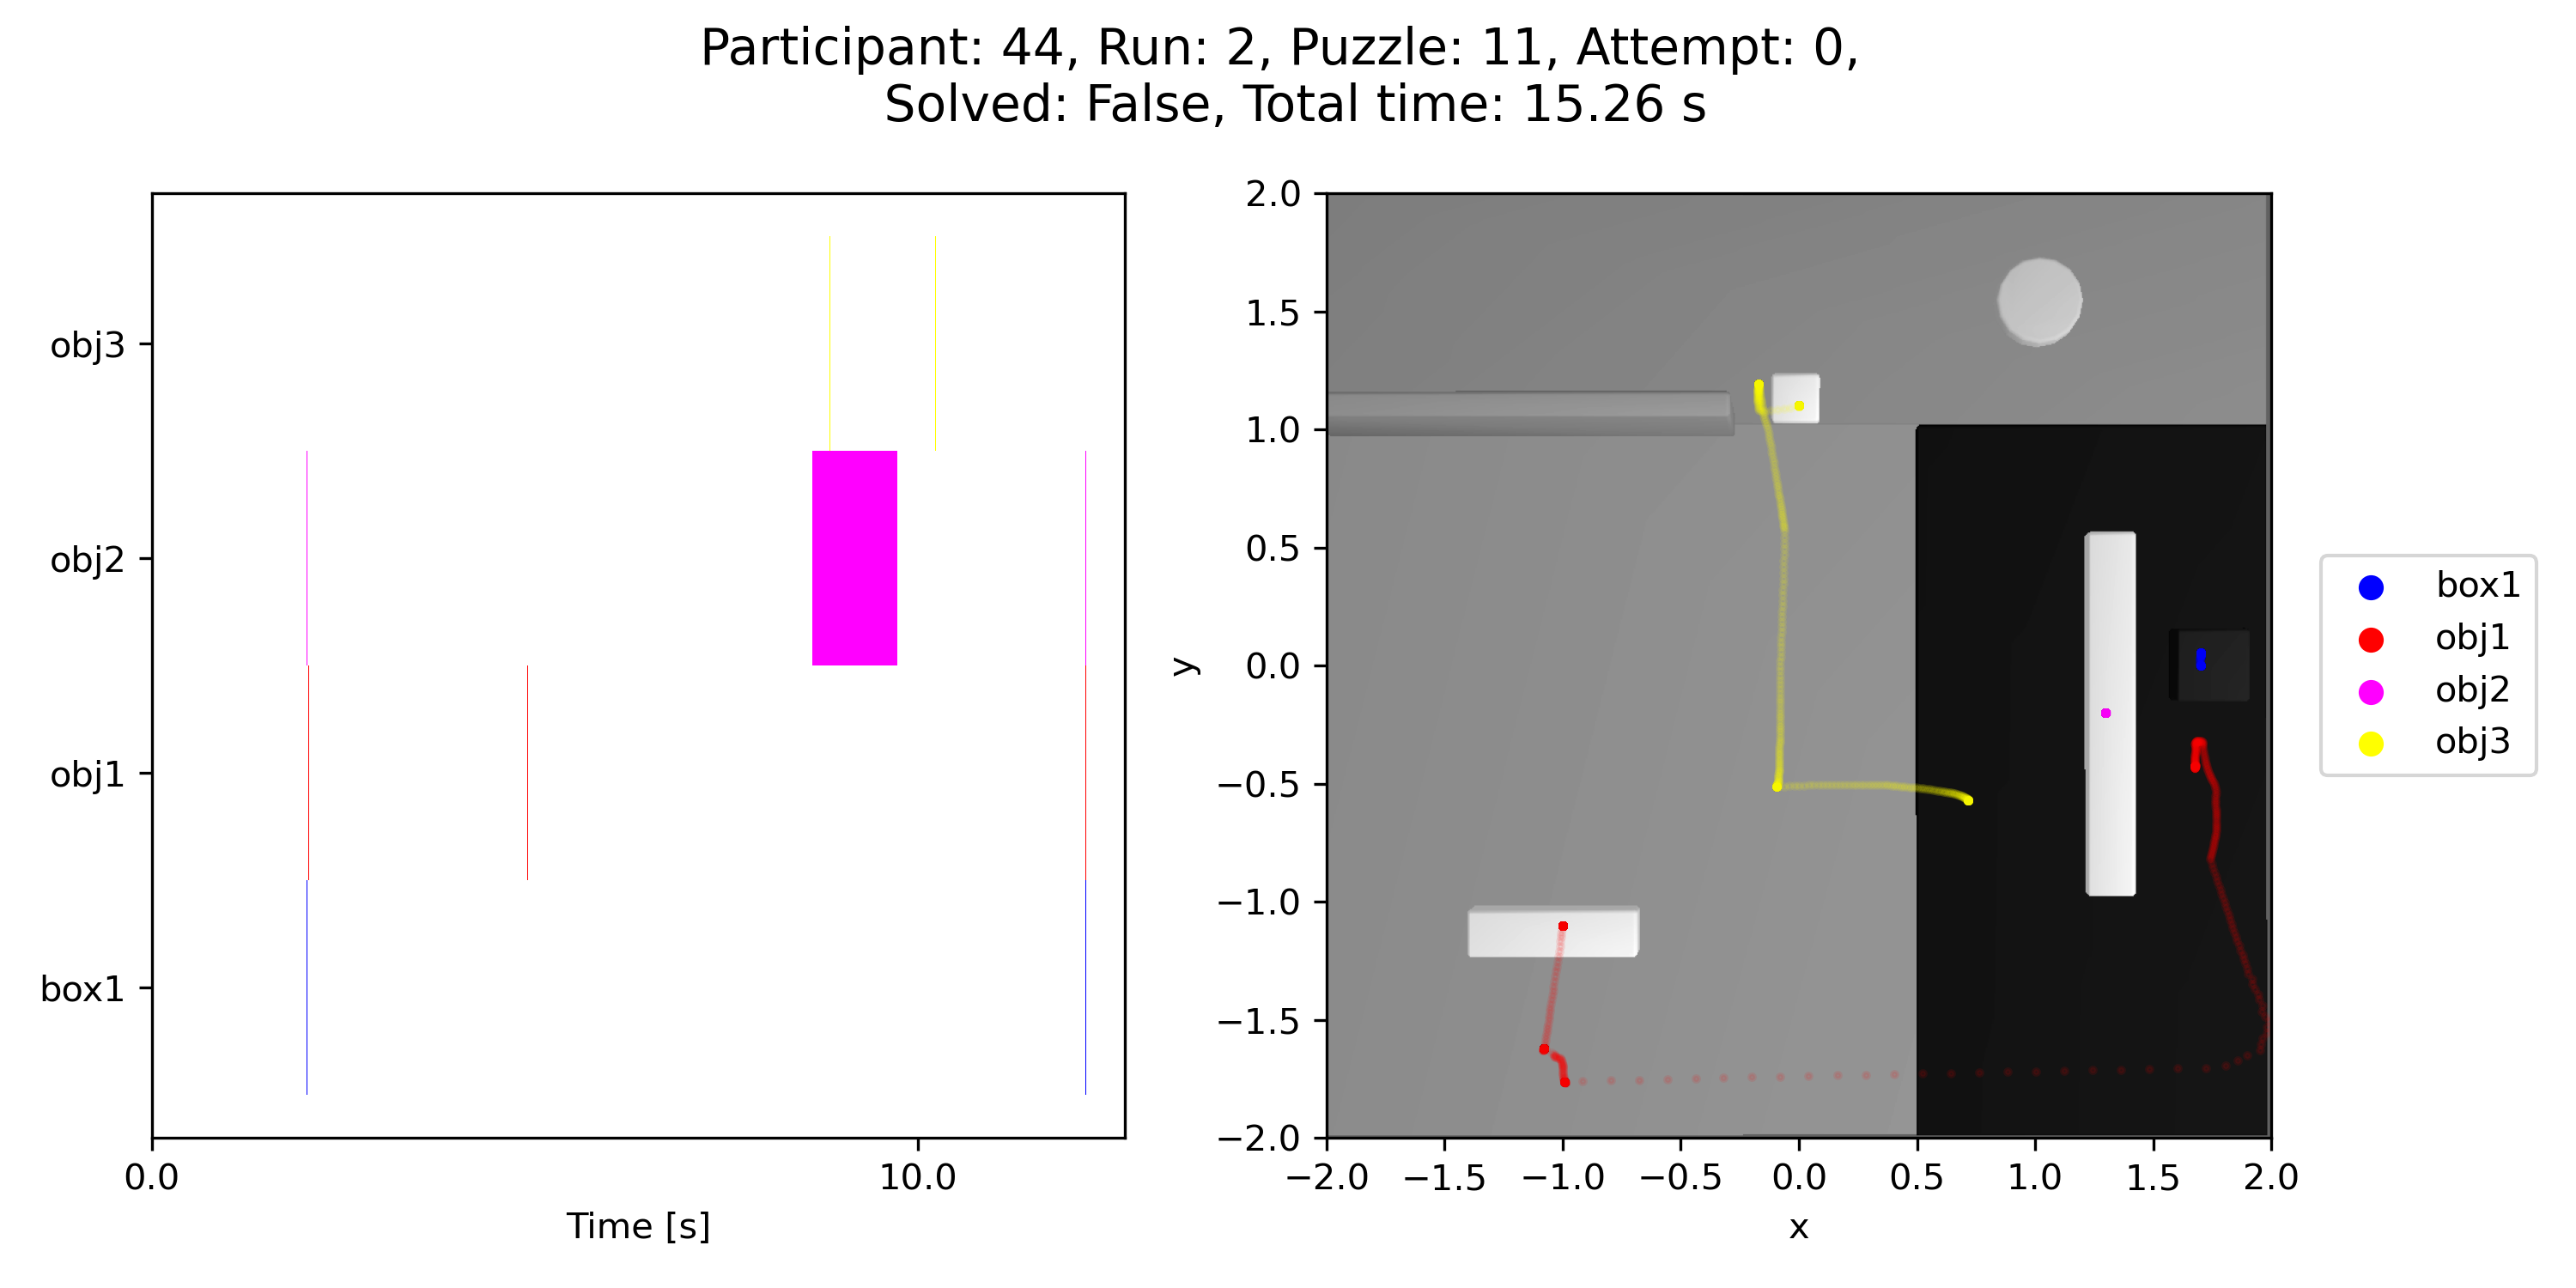 Participant: 44, Run: 2, Puzzle: 11, Attempt: 0,
Solved: False, Total time: 15.26 s
obj3
obj2
obj1
box1
0.0
10.0
Time [s]
2.0
1.5
1.0
0.5
0.0
−0.5
−1.0
−1.5
−2.0
y
−2.0
−1.5
−1.0
−0.5
0.0
0.5
1.0
1.5
2.0
x
box1
obj1
obj2
obj3